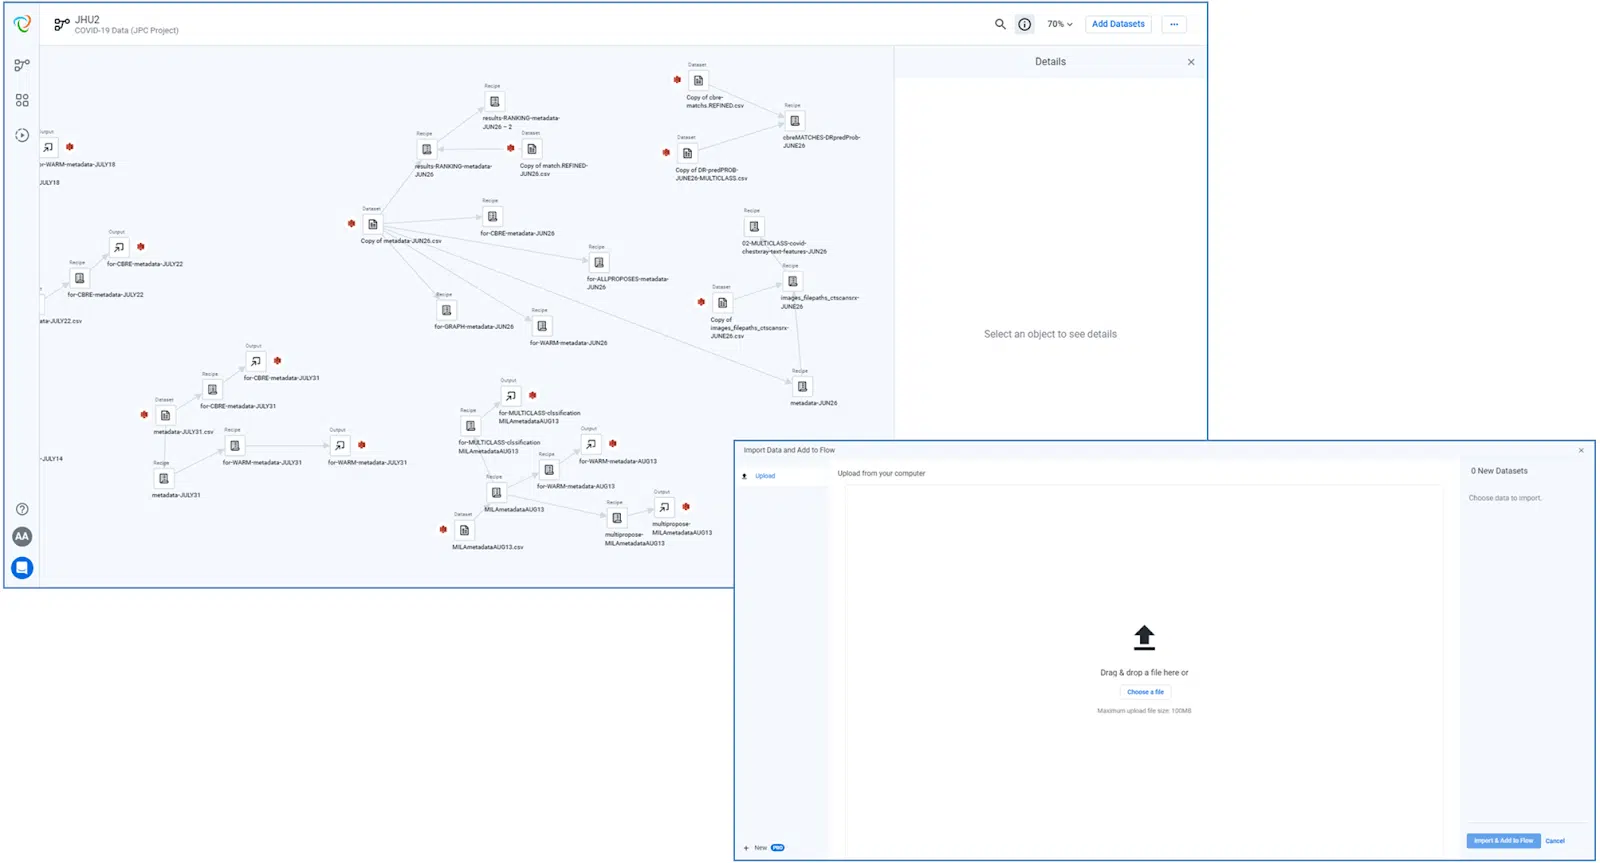 JHU2
COVID-19 Data (JPC Project)
70%
Add Datasets
Details
Select an object to see details
Dataset
Copy of cbre-
matchs.REFINED.csv
Recipe
cbreMATCHES-DRpredProb-
JUNE26
Dataset
Copy of DR-predPROB-
JUNE26-MULTICLASS.csv
Recipe
results-RANKING-metadata-
JUN26 – 2
Recipe
results-RANKING-metadata-
JUN26
Dataset
Copy of match.REFINED-
JUN26.csv
Dataset
Copy of metadata-JUN26.csv
Recipe
for-CBRE-metadata-JUN26
Recipe
for-ALLPROPOSES-metadata-
JUN26
Recipe
for-GRAPH-metadata-JUN26
Recipe
for-WARM-metadata-JUN26
Recipe
02-MULTICLASS-covid-
chestxray-text-features-JUN26
Recipe
images_filepaths_ctscansrx-
JUNE26
Dataset
Copy of
images_filepaths_ctscansrx-
JUNE26.csv
Recipe
metadata-JUN26
Output
or-WARM-metadata-JULY18
JULY18
Output
for-CBRE-metadata-JULY22
Recipe
for-CBRE-metadata-JULY22
ata-JULY22.csv
Output
for-CBRE-metadata-JULY31
Recipe
for-CBRE-metadata-JULY31
Dataset
metadata-JULY31.csv
Recipe
for-WARM-metadata-JULY31
Output
for-WARM-metadata-JULY31
-JULY14
Recipe
metadata-JULY31
Output
for-MULTICLASS-clssification
MILAmetadataAUG13
Recipe
for-MULTICLASS-clssification
MILAmetadataAUG13
Output
for-WARM-metadata-AUG13
Recipe
for-WARM-metadata-AUG13
Recipe
MILAmetadataAUG13
Dataset
MILAmetadataAUG13.csv
Recipe
multipropose-
MILAmetadataAUG13
Output
multipropose-
MILAmetadataAUG13
AA
Import Data and Add to Flow
Upload
Upload from your computer
0 New Datasets
Choose data to import.
Drag & drop a file here or
Choose a file
Maximum upload file size: 100MB
New PRO
Import & Add to Flow
Cancel